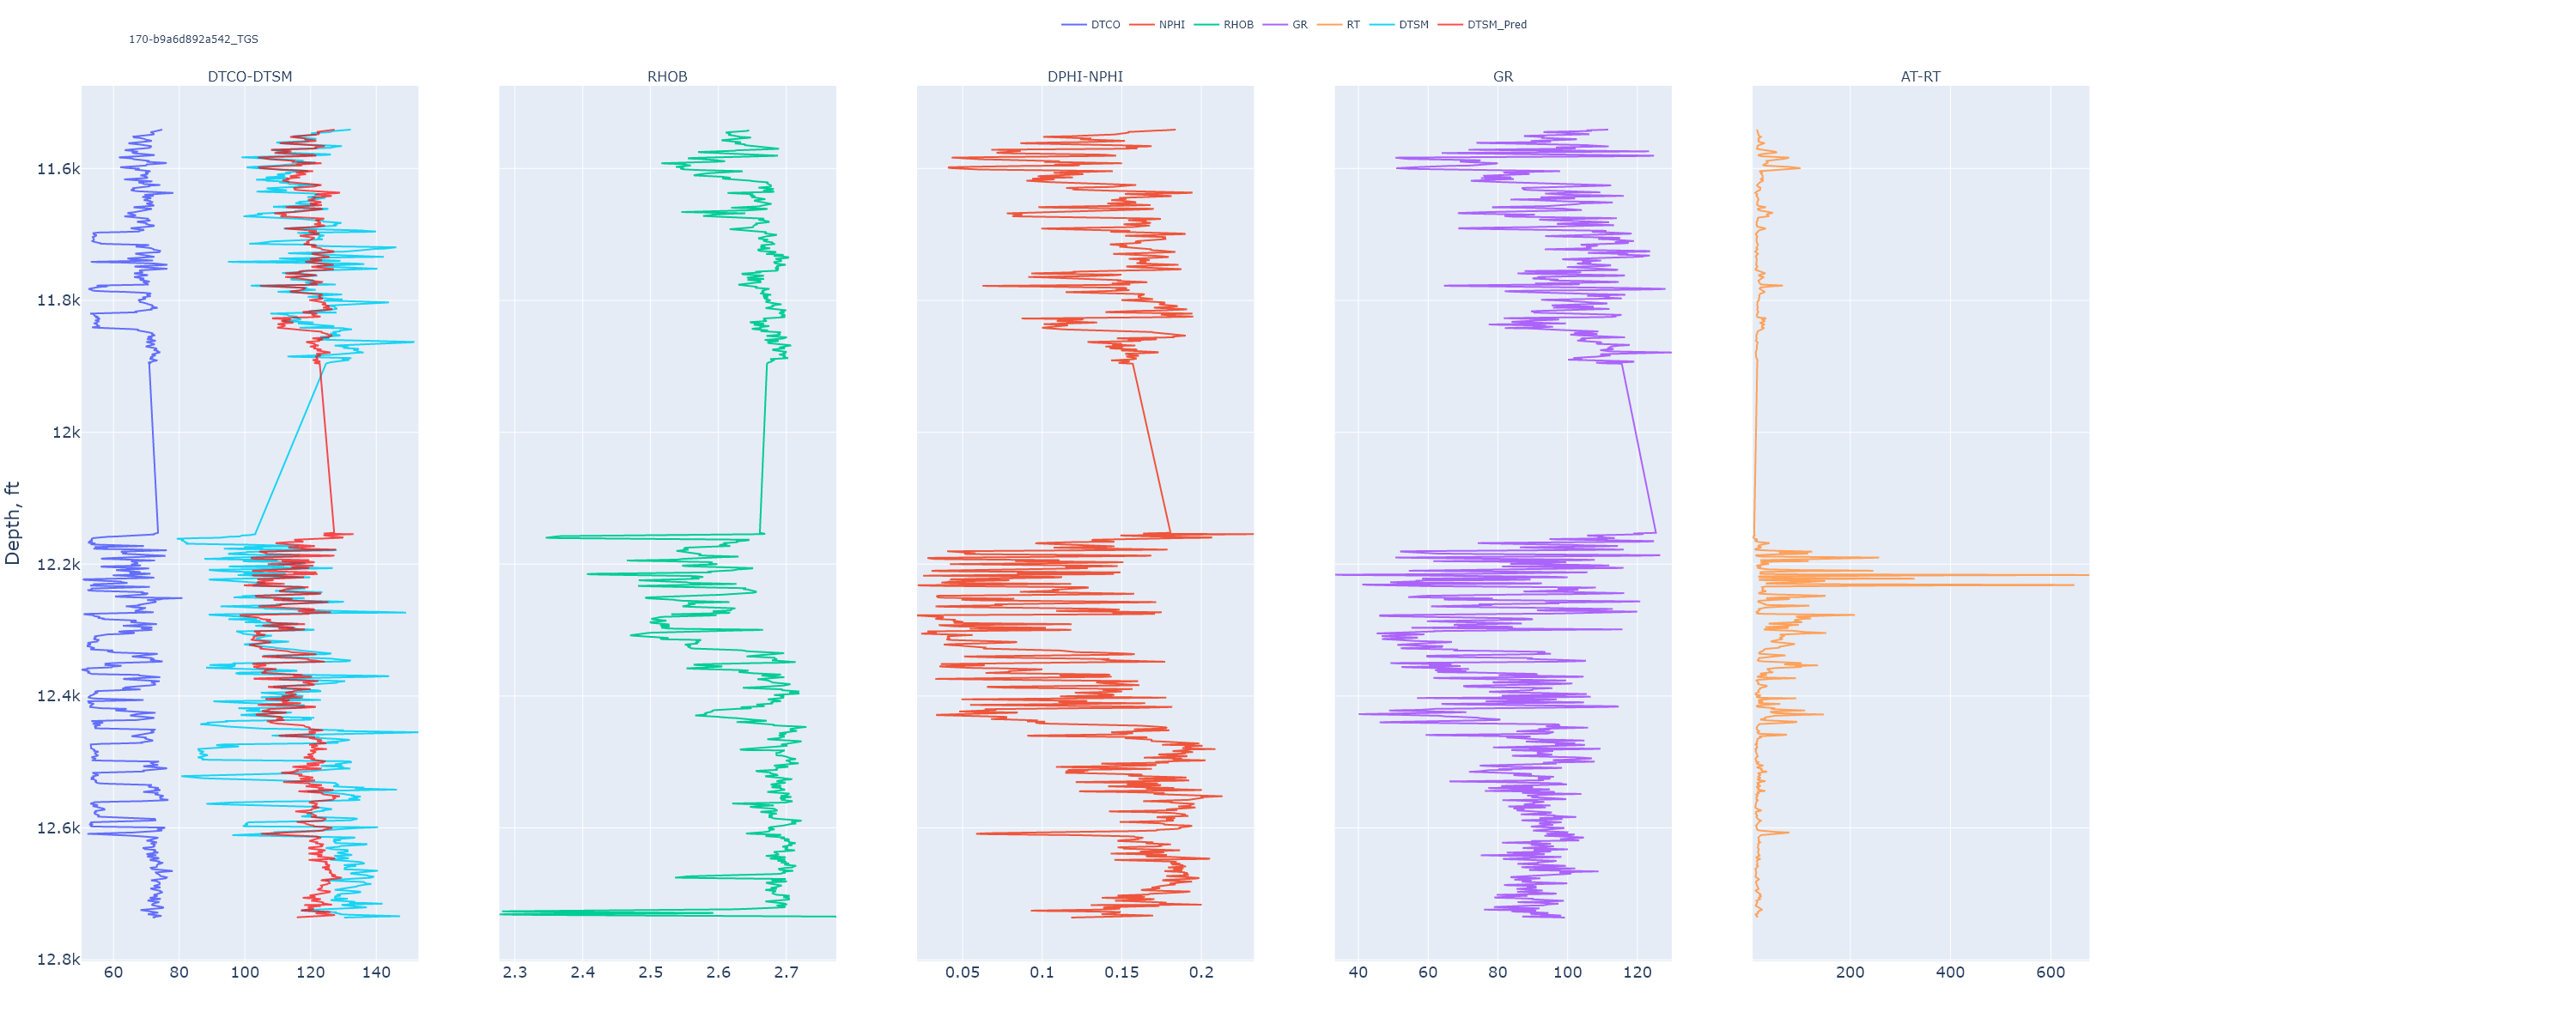 DTCO NPHI RHOB GR RT DTSM DTSM_Pred
170-b9a6d892a542_TGS
DTCO-DTSM RHOB DPHI-NPHI GR AT-RT
Depth, ft
11.6k
11.8k
12k
12.2k
12.4k
12.6k
12.8k
60 80 100 120 140 2.3 2.4 2.5 2.6 2.7 0.05 0.1 0.15 0.2 40 60 80 100 120 200 400 600